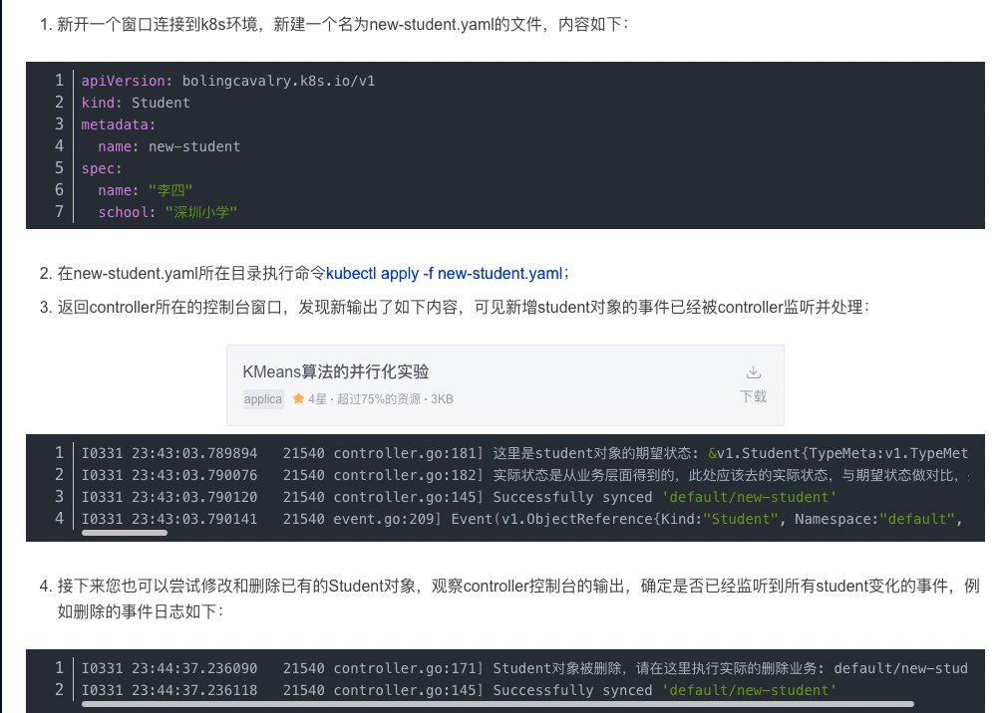 1. 新开一个窗口连接到k8s环境，新建一个名为new-student.yaml的文件，内容如下：
1 apiVersion: bolingcavalry.k8s.io/v1
2 kind: Student
3 metadata:
4   name: new-student
5 spec:
6   name: "李四"
7   school: "深圳小学"
2. 在new-student.yaml所在目录执行命令kubectl apply -f new-student.yaml；
3. 返回controller所在的控制台窗口，发现新输出了如下内容，可见新增student对象的事件已经被controller监听并处理：
KMeans算法的并行化实验
applica 4星 · 超过75%的资源 · 3KB
下载
1 I0331 23:43:03.789894   21540 controller.go:181] 这里是student对象的期望状态: &v1.Student{TypeMeta:v1.TypeMet
2 I0331 23:43:03.790076   21540 controller.go:182] 实际状态是从业务层面得到的，此处应该去的实际状态，与期望状态做对比，
3 I0331 23:43:03.790120   21540 controller.go:145] Successfully synced 'default/new-student'
4 I0331 23:43:03.790141   21540 event.go:209] Event(v1.ObjectReference{Kind:"Student", Namespace:"default",
4. 接下来您也可以尝试修改和删除已有的Student对象，观察controller控制台的输出，确定是否已经监听到所有student变化的事件，例
如删除的事件日志如下：
1 I0331 23:44:37.236090   21540 controller.go:171] Student对象被删除，请在这里执行实际的删除业务: default/new-stud
2 I0331 23:44:37.236118   21540 controller.go:145] Successfully synced 'default/new-student'